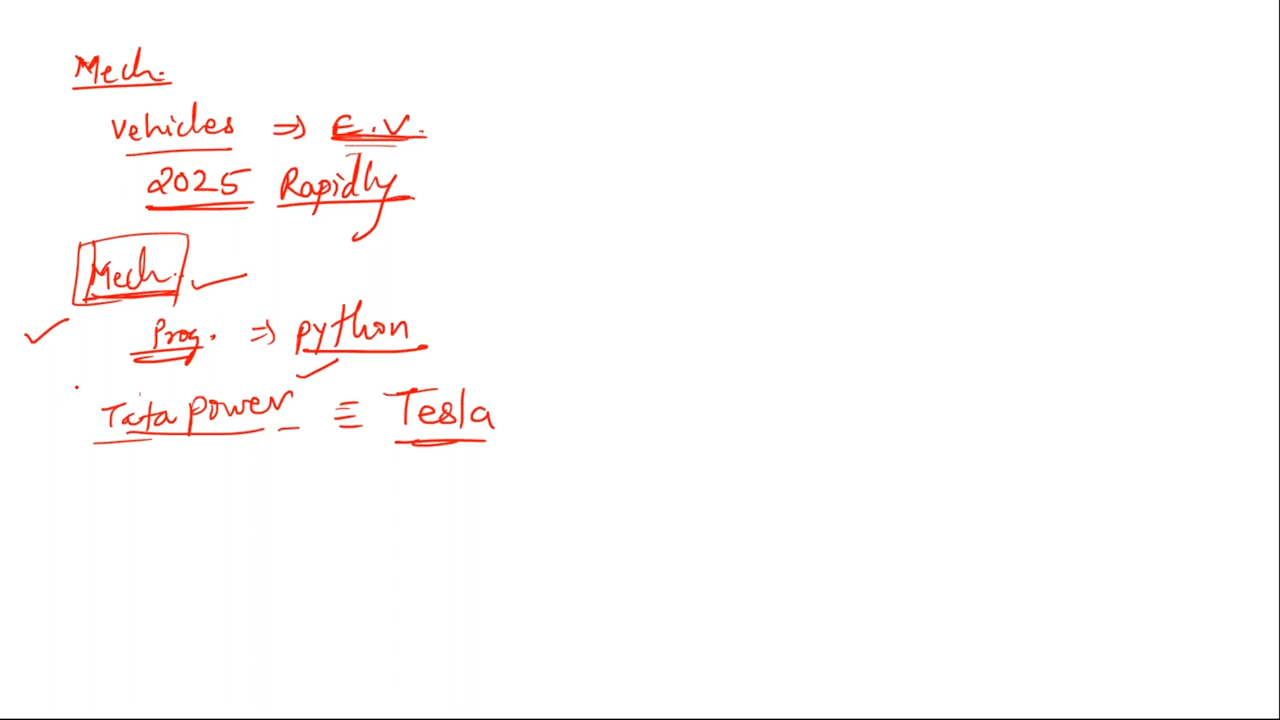 Mech.
Vehicles ⇒ E.V.
2025 Rapidly
Mech. ✓
✓ Prog. ⇒ python
Tata power ≡ Tesla